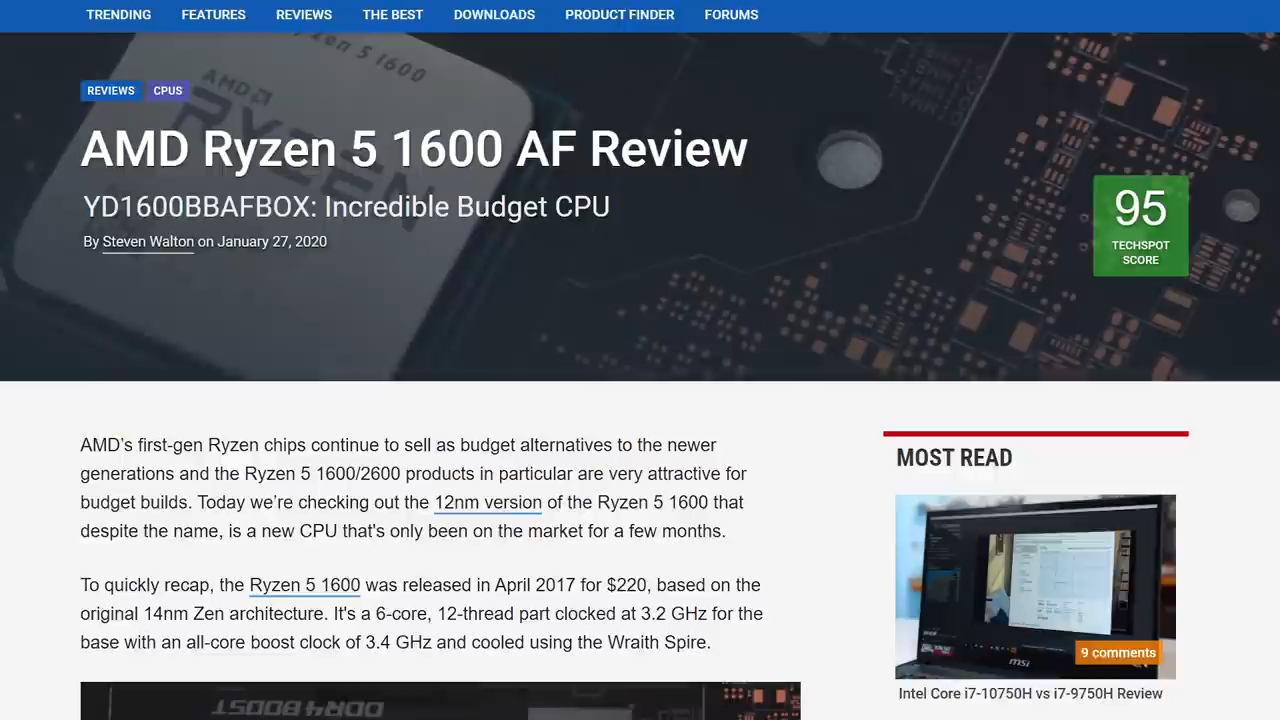 TRENDING FEATURES REVIEWS THE BEST DOWNLOADS PRODUCT FINDER FORUMS
zen 5 1600
AMD
RYZEN
REVIEWS CPUS
AMD Ryzen 5 1600 AF Review
YD1600BBAFBOX: Incredible Budget CPU
By Steven Walton on January 27, 2020
95
TECHSPOT
SCORE
AMD's first-gen Ryzen chips continue to sell as budget alternatives to the newer
generations and the Ryzen 5 1600/2600 products in particular are very attractive for
budget builds. Today we're checking out the 12nm version of the Ryzen 5 1600 that
despite the name, is a new CPU that's only been on the market for a few months.
To quickly recap, the Ryzen 5 1600 was released in April 2017 for $220, based on the
original 14nm Zen architecture. It's a 6-core, 12-thread part clocked at 3.2 GHz for the
base with an all-core boost clock of 3.4 GHz and cooled using the Wraith Spire.
DDR4 BOOST
MOST READ
msi
9 comments
Intel Core i7-10750H vs i7-9750H Review